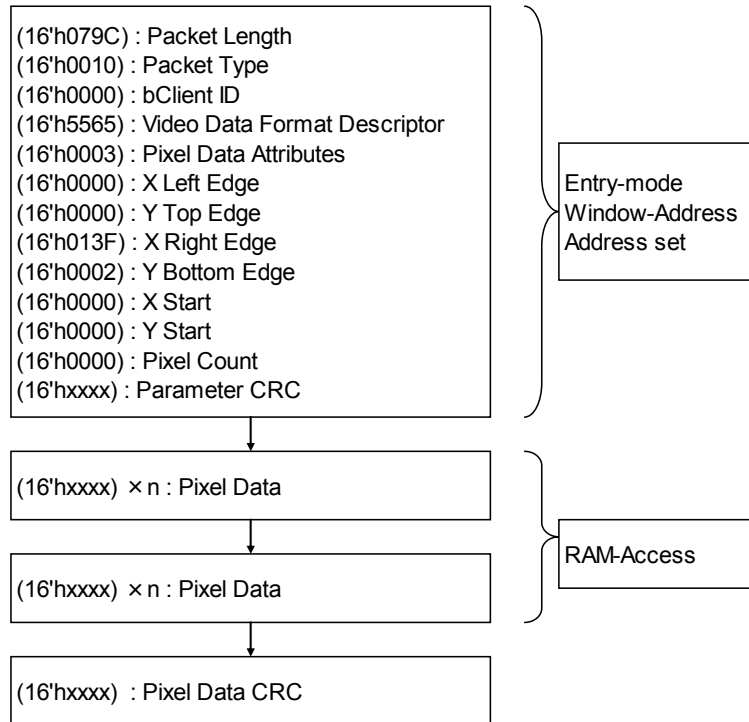 (16'h079C) : Packet Length
(16'h0010) : Packet Type
(16'h0000) : bClient ID
(16'h5565) : Video Data Format Descriptor
(16'h0003) : Pixel Data Attributes
(16'h0000) : X Left Edge
(16'h0000) : Y Top Edge
(16'h013F) : X Right Edge
(16'h0002) : Y Bottom Edge
(16'h0000) : X Start
(16'h0000) : Y Start
(16'h0000) : Pixel Count
(16'hxxxx) : Parameter CRC
Entry-mode
Window-Address
Address set
(16'hxxxx) ×n : Pixel Data
(16'hxxxx) ×n : Pixel Data
RAM-Access
(16'hxxxx) : Pixel Data CRC